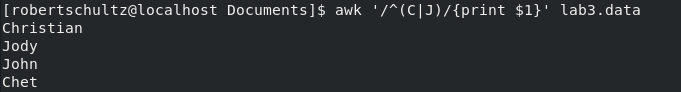 [robertschultz@localhost Documents]$ awk '/^(C|J)/{print $1}' lab3.data
Christian
Jody
John
Chet